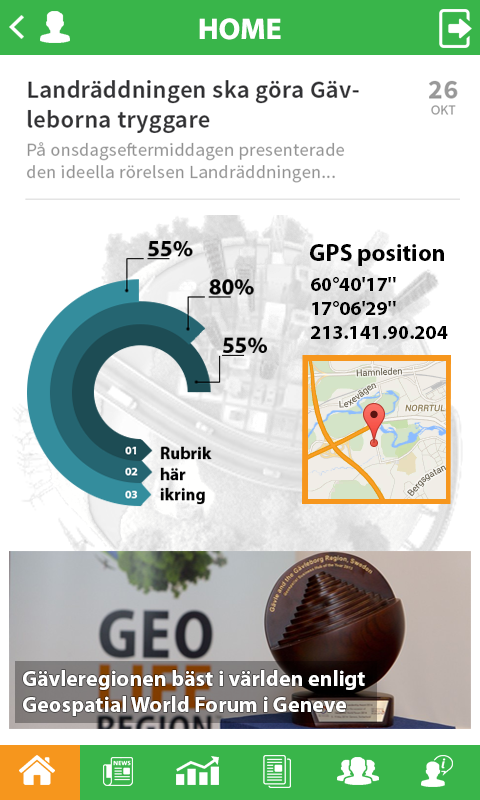 HOME
Landräddningen ska göra Gäv-
leborna tryggare
26
OKT
På onsdagseftermiddagen presenterade
den ideella rörelsen Landräddningen...
55%
80%
55%
01
02
03
Rubrik
här
ikring
GPS position
60°40'17"
17°06'29"
213.141.90.204
Hamnleden
Lexevägen
NORRTUL
Bergsgatan
Gävle and the Gävleborg Region, Sweden
GEO
LIFE
REGION
Gävleregionen bäst i världen enligt
Geospatial World Forum i Geneve
NEWS